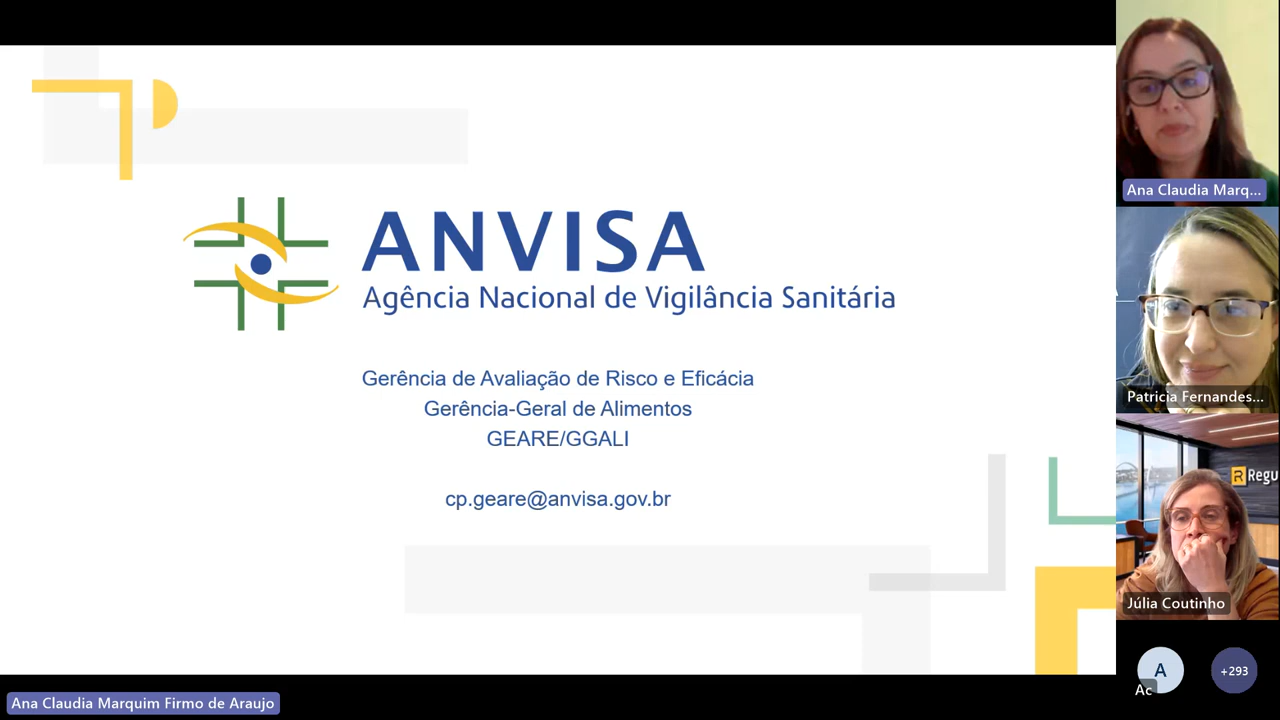 ANVISA
Agência Nacional de Vigilância Sanitária
Gerência de Avaliação de Risco e Eficácia
Gerência-Geral de Alimentos
GEARE/GGALI
cp.geare@anvisa.gov.br
Ana Claudia Marq...
Patricia Fernandes...
R Regu
Júlia Coutinho
A
Ac
+293
Ana Claudia Marquim Firmo de Araujo